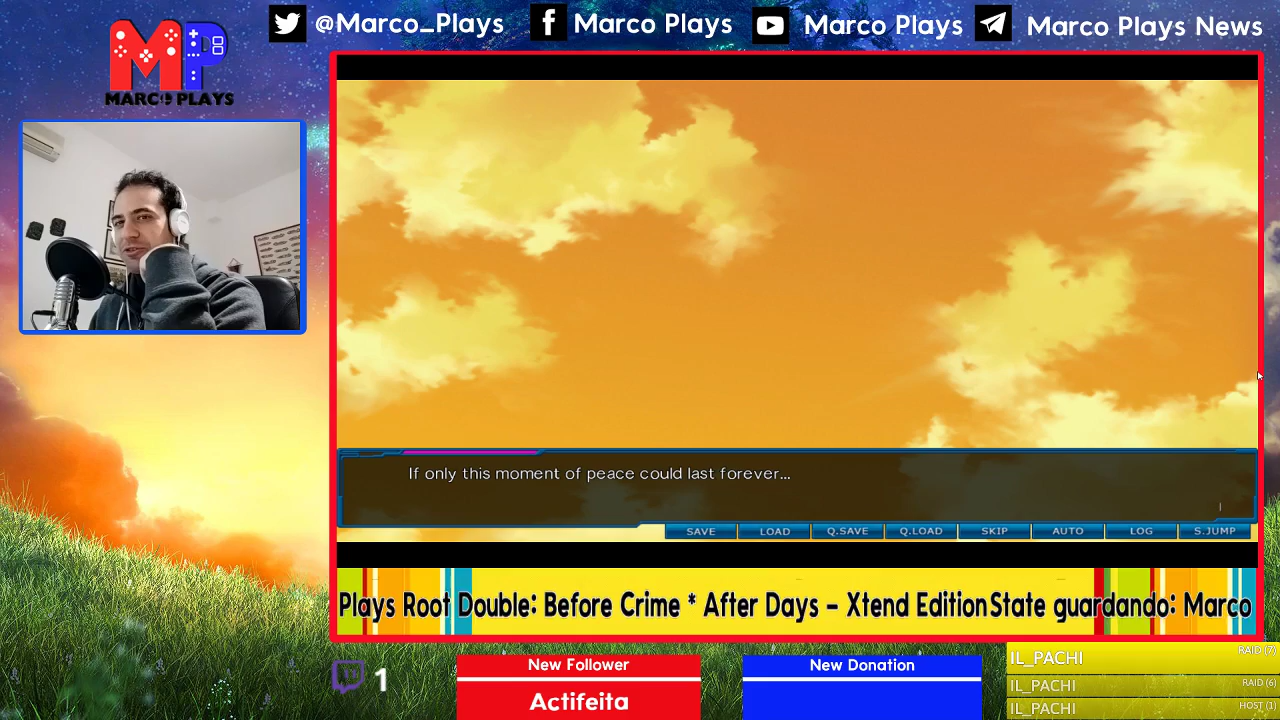 @Marco_Plays
Marco Plays
Marco Plays
Marco Plays News
MP
MARCO PLAYS
If only this moment of peace could last forever...
SAVE
LOAD
Q.SAVE
Q.LOAD
SKIP
AUTO
LOG
S.JUMP
Plays Root Double: Before Crime * After Days - Xtend Edition State guardando: Marco
1
New Follower
Actifeita
New Donation
IL_PACHI RAID (7)
IL_PACHI RAID (6)
IL_PACHI HOST (1)